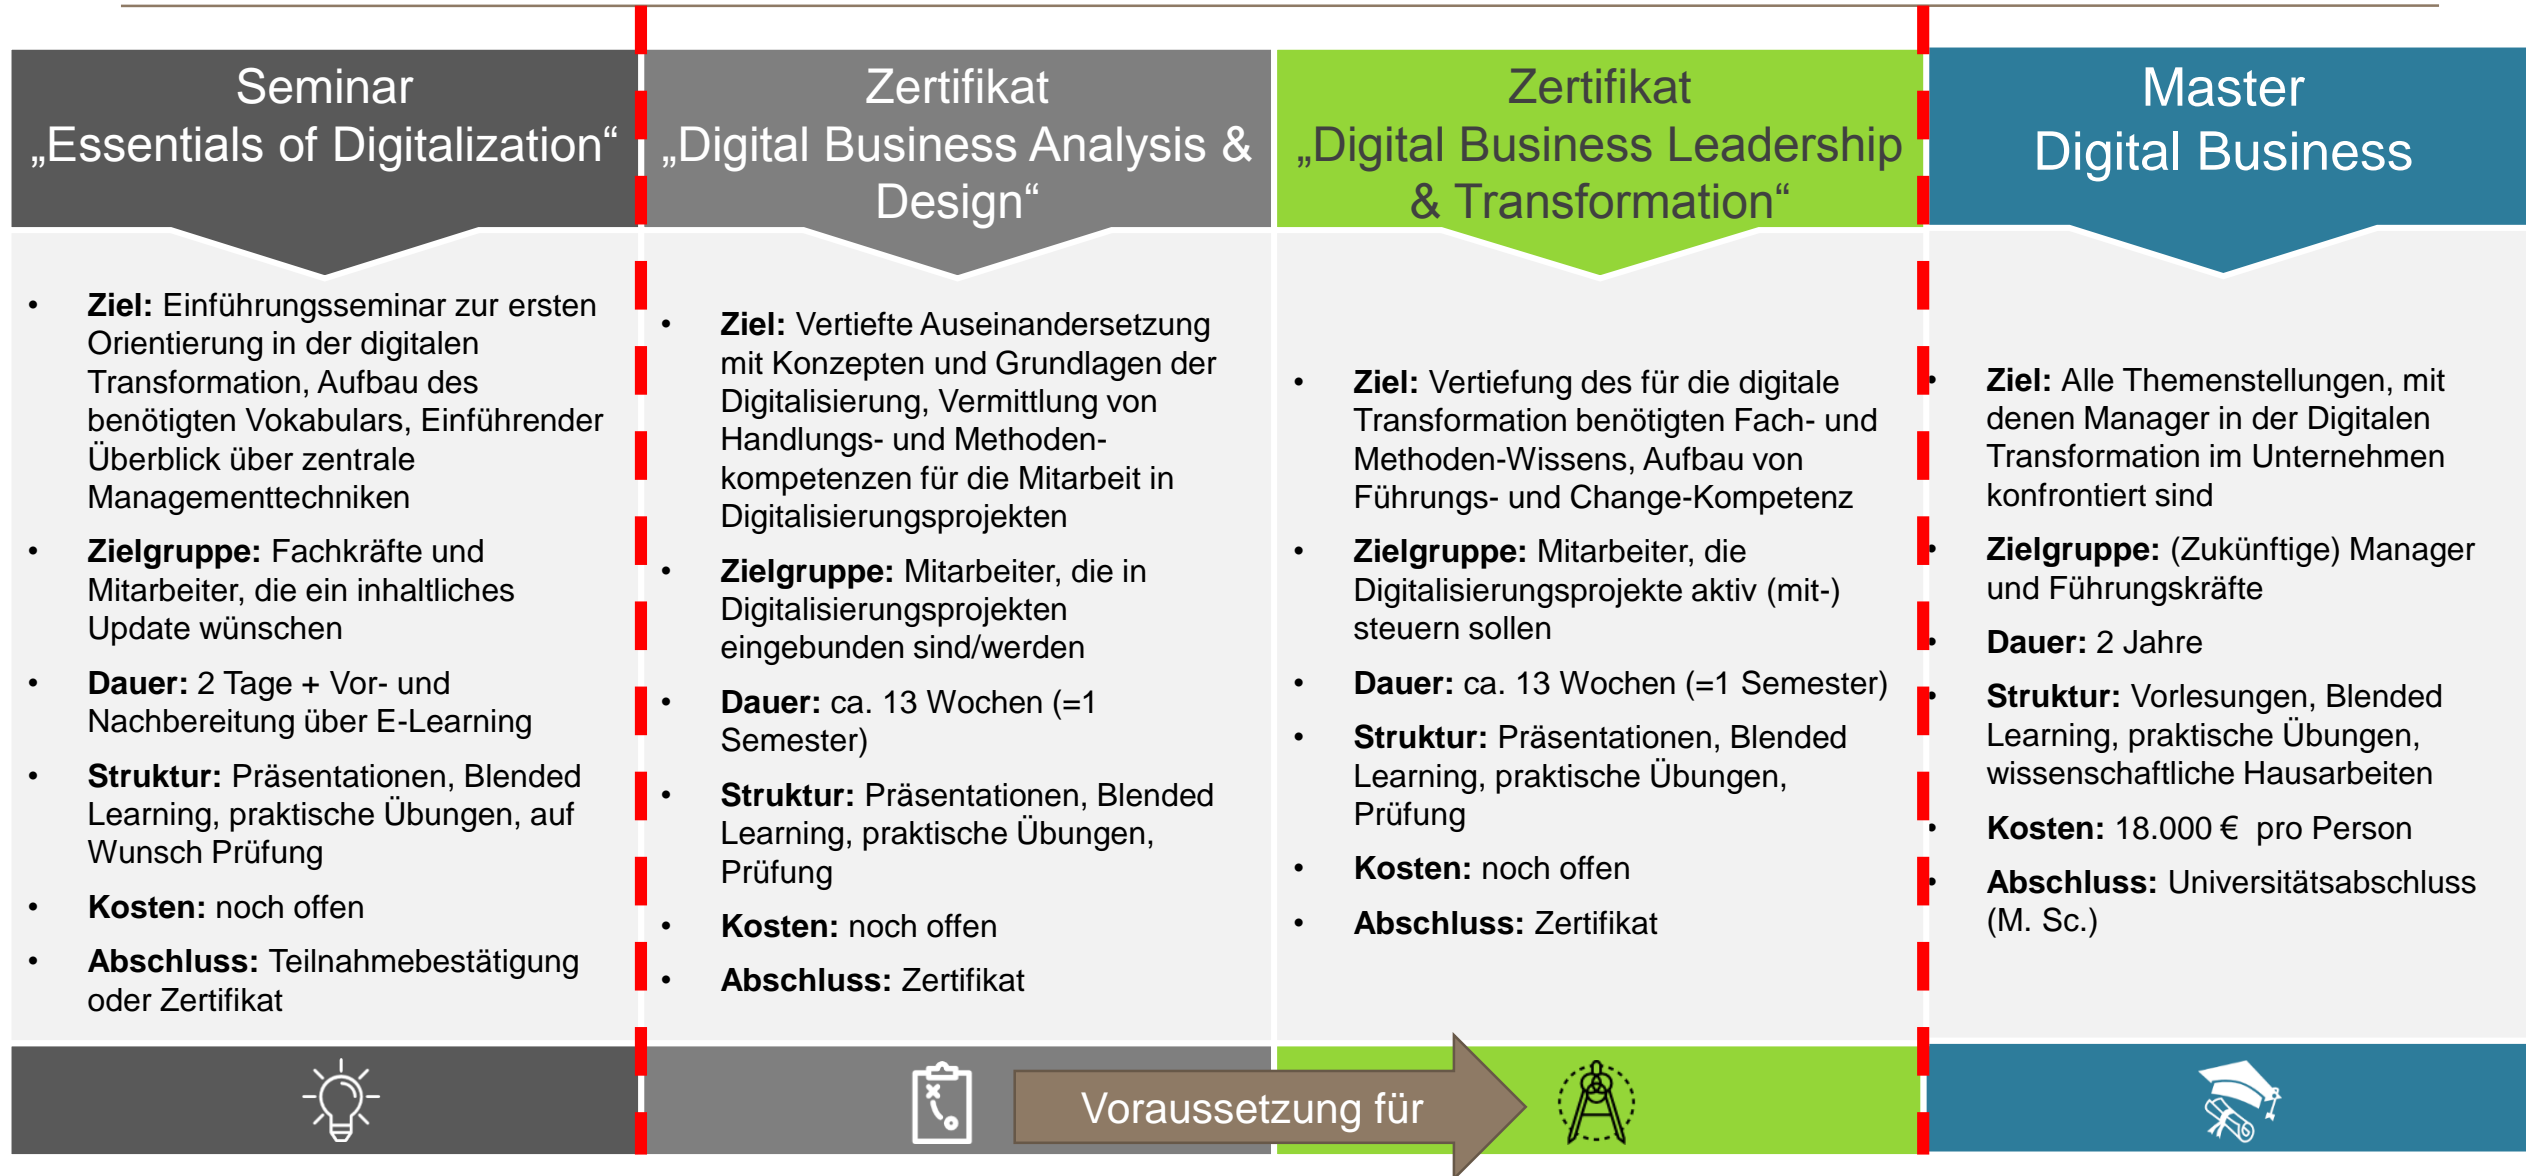 Seminar
„Essentials of Digitalization“
• Ziel: Einführungsseminar zur ersten
Orientierung in der digitalen
Transformation, Aufbau des
benötigten Vokabulars, Einführender
Überblick über zentrale
Managementtechniken
• Zielgruppe: Fachkräfte und
Mitarbeiter, die ein inhaltliches
Update wünschen
• Dauer: 2 Tage + Vor- und
Nachbereitung über E-Learning
• Struktur: Präsentationen, Blended
Learning, praktische Übungen, auf
Wunsch Prüfung
• Kosten: noch offen
• Abschluss: Teilnahmebestätigung
oder Zertifikat
Zertifikat
„Digital Business Analysis &
Design“
• Ziel: Vertiefte Auseinandersetzung
mit Konzepten und Grundlagen der
Digitalisierung, Vermittlung von
Handlungs- und Methoden-
kompetenzen für die Mitarbeit in
Digitalisierungsprojekten
• Zielgruppe: Mitarbeiter, die in
Digitalisierungsprojekten
eingebunden sind/werden
• Dauer: ca. 13 Wochen (=1
Semester)
• Struktur: Präsentationen, Blended
Learning, praktische Übungen,
Prüfung
• Kosten: noch offen
• Abschluss: Zertifikat
Zertifikat
„Digital Business Leadership
& Transformation“
• Ziel: Vertiefung des für die digitale
Transformation benötigten Fach- und
Methoden-Wissens, Aufbau von
Führungs- und Change-Kompetenz
• Zielgruppe: Mitarbeiter, die
Digitalisierungsprojekte aktiv (mit-)
steuern sollen
• Dauer: ca. 13 Wochen (=1 Semester)
• Struktur: Präsentationen, Blended
Learning, praktische Übungen,
Prüfung
• Kosten: noch offen
• Abschluss: Zertifikat
Master
Digital Business
• Ziel: Alle Themenstellungen, mit
denen Manager in der Digitalen
Transformation im Unternehmen
konfrontiert sind
• Zielgruppe: (Zukünftige) Manager
und Führungskräfte
• Dauer: 2 Jahre
• Struktur: Vorlesungen, Blended
Learning, praktische Übungen,
wissenschaftliche Hausarbeiten
• Kosten: 18.000 € pro Person
• Abschluss: Universitätsabschluss
(M. Sc.)
Voraussetzung für